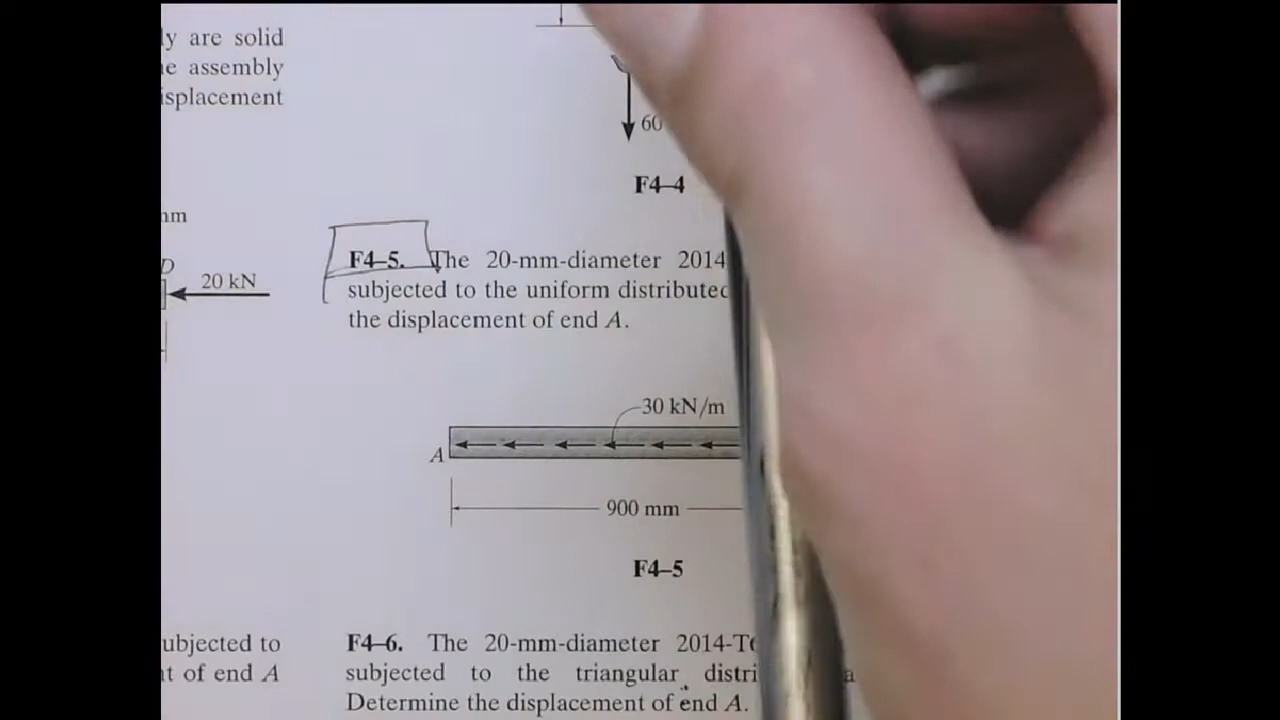 ly are solid
assembly
isplacement
60
F4–4
D
20 kN
F4–5. The 20-mm-diameter 2014
subjected to the uniform distributed
the displacement of end A.
30 kN/m
A
900 mm
F4–5
ubjected to
of end A
F4–6. The 20-mm-diameter 2014-T6
subjected to the triangular distri
Determine the displacement of end A.